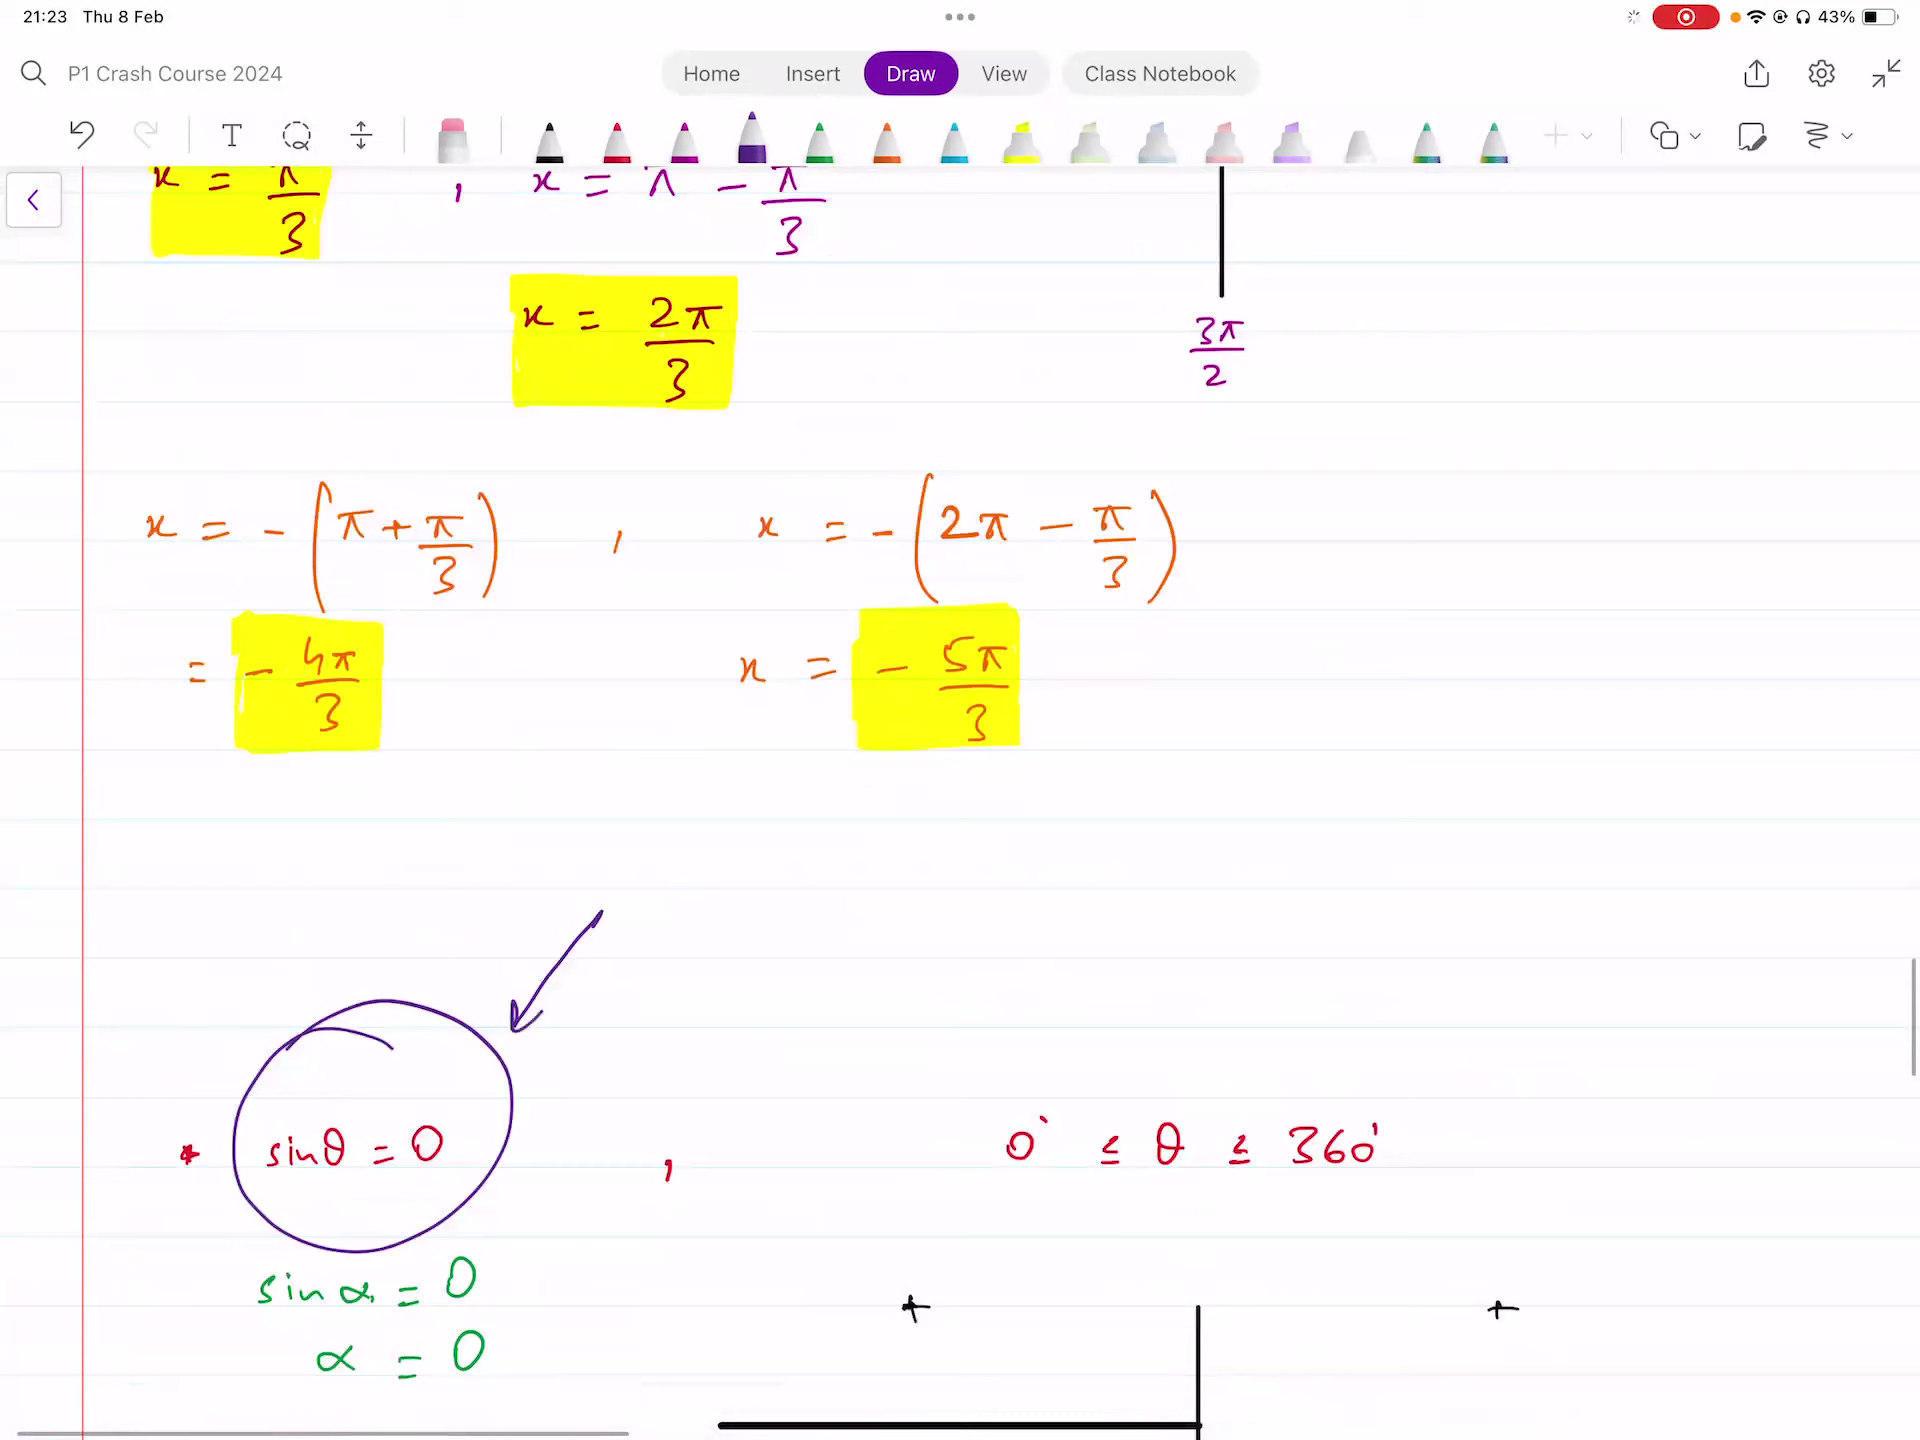 21:23 Thu 8 Feb 43%
P1 Crash Course 2024 Home Insert Draw View Class Notebook
T
x = π/3 , x = π − π/3
x = 2π/3
3π/2
x = −(π + π/3) , x = −(2π − π/3)
= −4π/3 x = −5π/3
* sinθ = 0 , 0° ≤ θ ≤ 360°
sin α = 0
+ +
α = 0